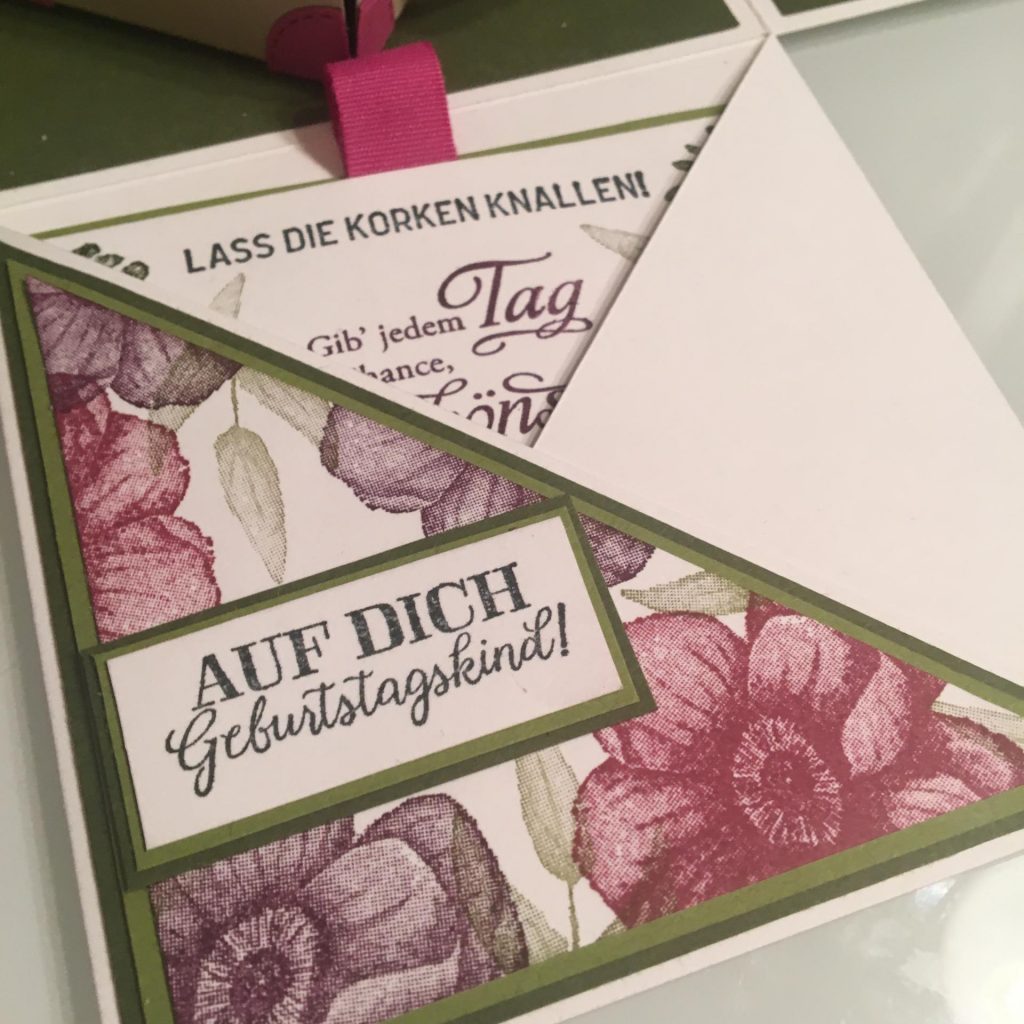 LASS DIE KORKEN KNALLEN!
Gib' jedem Tag
AUF DICH
Geburtstagskind!